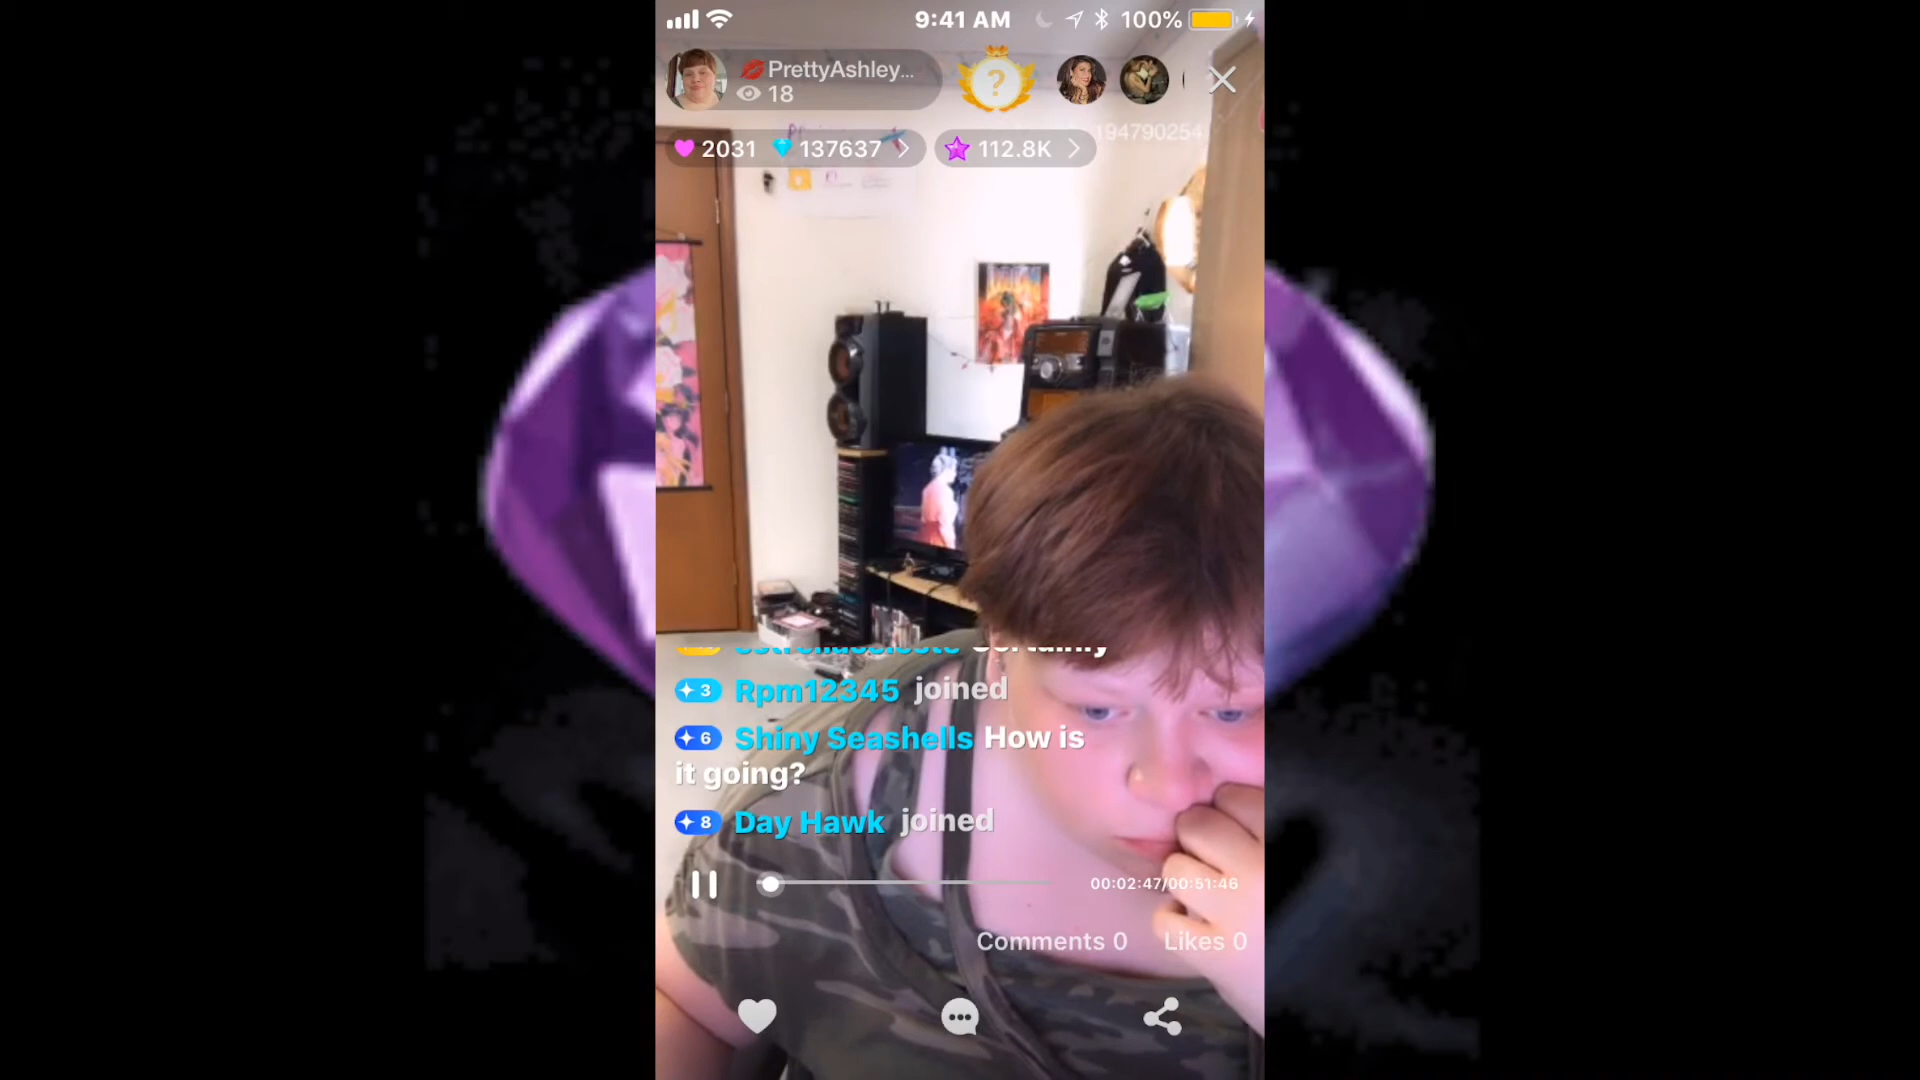 9:41 AM
100%
PrettyAshley...
18
?
194790254
2031
137637
112.8K
Certainly
3 Rpm12345 joined
6 Shiny Seashells How is
it going?
8 Day Hawk joined
00:02:47/00:51:46
Comments 0
Likes 0